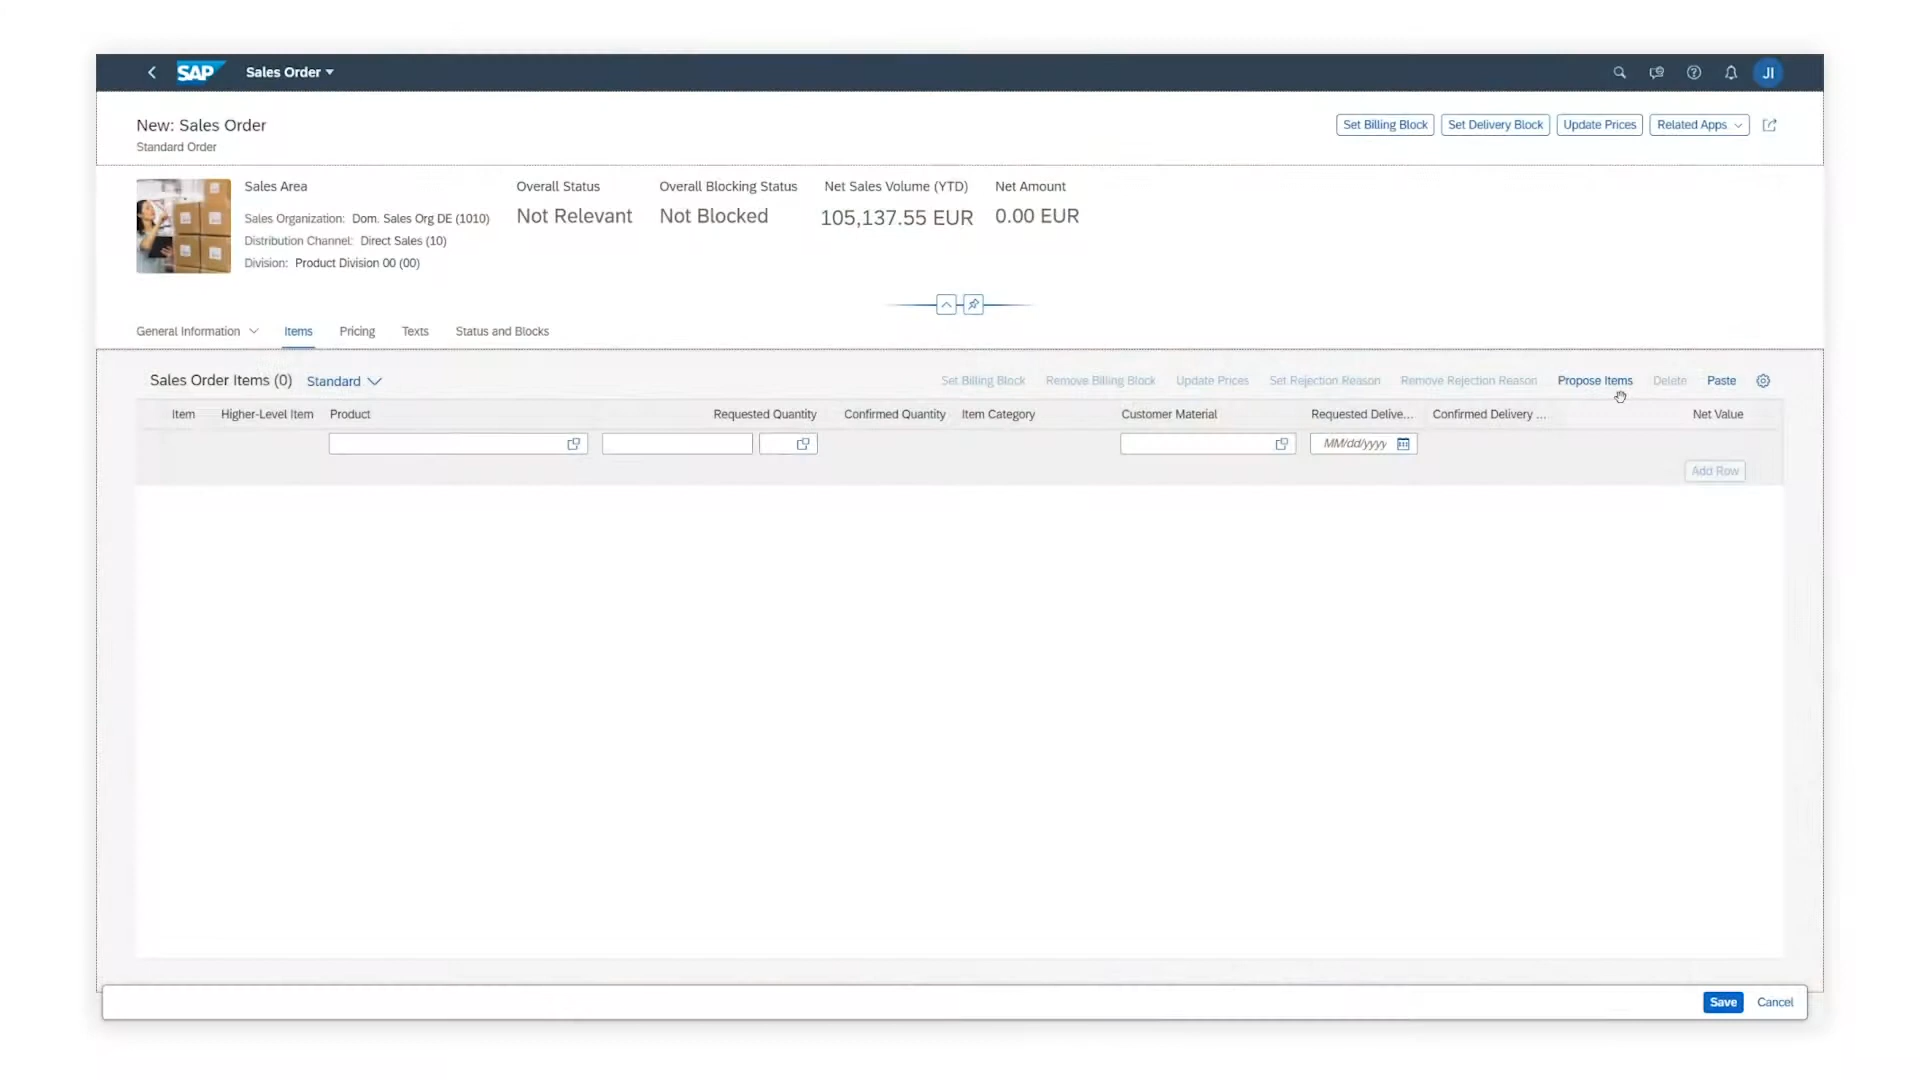 SAP Sales Order JI
New: Sales Order
Standard Order
Set Billing Block Set Delivery Block Update Prices Related Apps
Sales Area
Sales Organization: Dom. Sales Org DE (1010)
Distribution Channel: Direct Sales (10)
Division: Product Division 00 (00)
Overall Status
Not Relevant
Overall Blocking Status
Not Blocked
Net Sales Volume (YTD)
105,137.55 EUR
Net Amount
0.00 EUR
General Information Items Pricing Texts Status and Blocks
Sales Order Items (0) Standard Set Billing Block Remove Billing Block Update Prices Set Rejection Reason Remove Rejection Reason Propose Items Delete Paste
Item Higher-Level Item Product Requested Quantity Confirmed Quantity Item Category Customer Material Requested Delive... Confirmed Delivery ... Net Value
MM/dd/yyyy
Add Row
Save Cancel